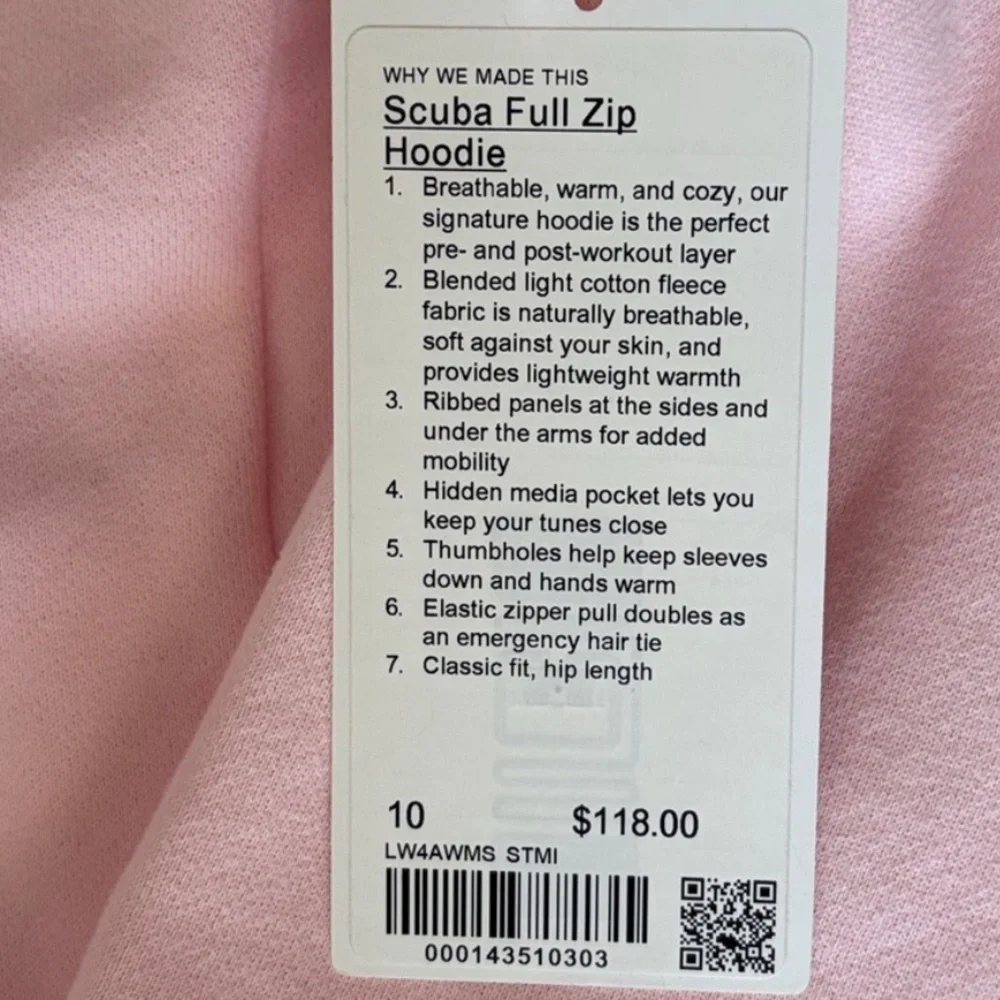 WHY WE MADE THIS
Scuba Full Zip
Hoodie
1. Breathable, warm, and cozy, our
signature hoodie is the perfect
pre- and post-workout layer
2. Blended light cotton fleece
fabric is naturally breathable,
soft against your skin, and
provides lightweight warmth
3. Ribbed panels at the sides and
under the arms for added
mobility
4. Hidden media pocket lets you
keep your tunes close
5. Thumbholes help keep sleeves
down and hands warm
6. Elastic zipper pull doubles as
an emergency hair tie
7. Classic fit, hip length
10 $118.00
LW4AWMS STMI
000143510303